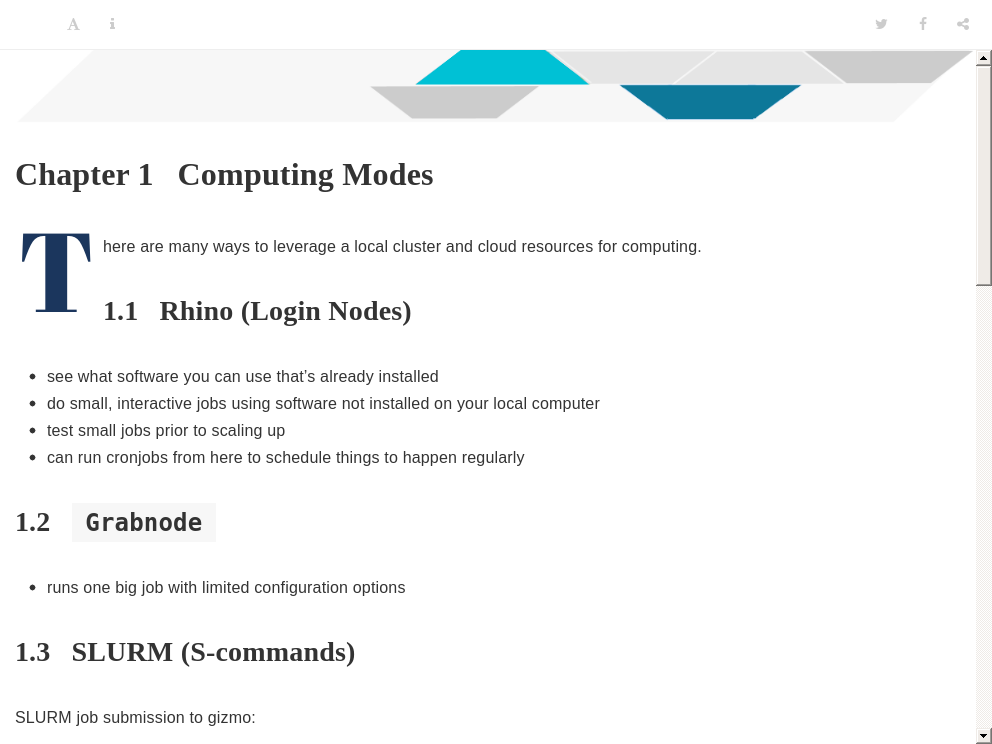 Chapter 1 Computing Modes
There are many ways to leverage a local cluster and cloud resources for computing.
1.1 Rhino (Login Nodes)
• see what software you can use that’s already installed
• do small, interactive jobs using software not installed on your local computer
• test small jobs prior to scaling up
• can run cronjobs from here to schedule things to happen regularly
1.2 Grabnode
• runs one big job with limited configuration options
1.3 SLURM (S-commands)
SLURM job submission to gizmo: